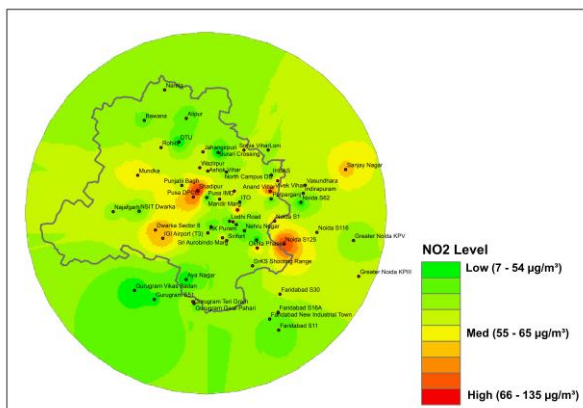 Narela
Bawana
Alipur
DTU
Rohini
Jahangirpuri
Burari Crossing
Sonia Vihar
Loni
Wazirpur
Ashok Vihar
North Campus DU
IHBAS
Sanjay Nagar
Mundka
Punjabi Bagh
Shadipur
Anand Vihar
Vivek Vihar
Vasundhara
Pusa DPCC
Pusa IMD
Patparganj
Indirapuram
Mandir Marg
ITO
Noida S62
Najafgarh
NSIT Dwarka
Lodhi Road
Noida S1
Dwarka Sector 8
RK Puram
Nehru Nagar
Noida S116
IGI Airport (T3)
Sirifort
Sri Aurobindo Marg
Okhla Phase
Noida S125
Greater Noida KPV
DrKS Shooting Range
Aya Nagar
Greater Noida KPIII
Gurugram Vikas Sadan
Gurugram S51
Faridabad S30
Gurugram Teri Gram
Gurugram Gwal Pahari
Faridabad S16A
Faridabad New Industrial Town
Faridabad S11
NO2 Level
Low (7 - 54 µg/m³)
Med (55 - 65 µg/m³)
High (66 - 135 µg/m³)